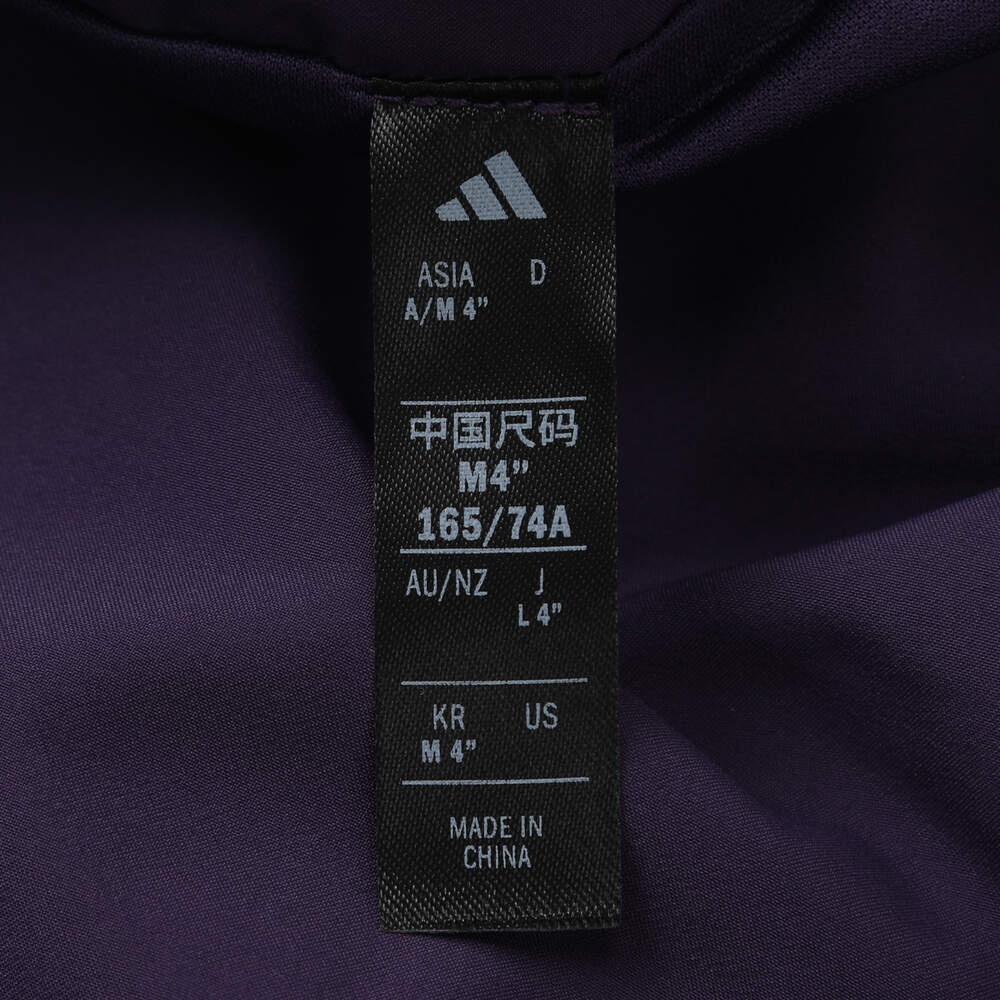 ASIA D
A/M 4”
中国尺码
M4”
165/74A
AU/NZ J
L 4”
KR US
M 4”
MADE IN
CHINA